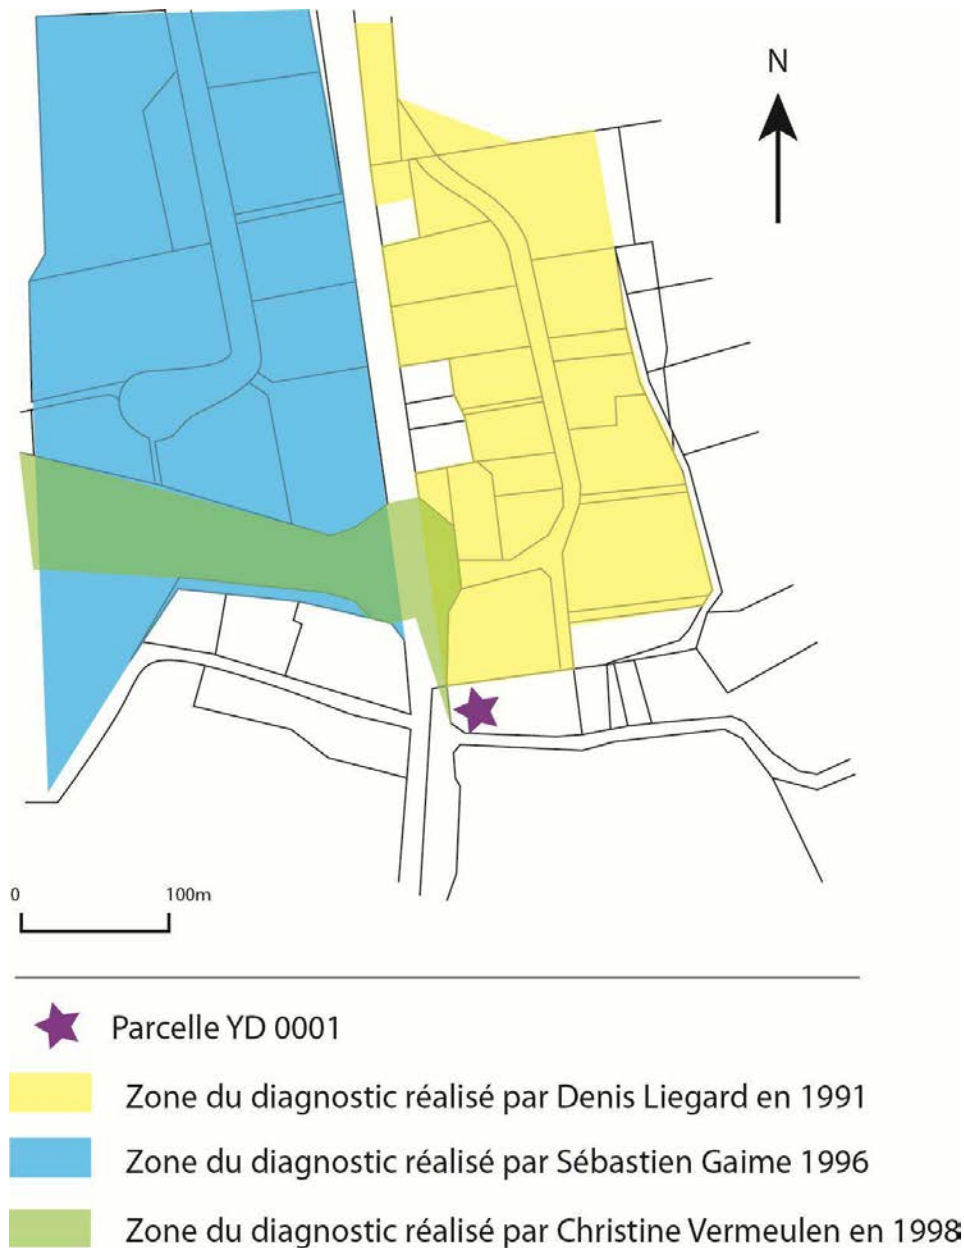 N
0 100m
Parcelle YD 0001
Zone du diagnostic réalisé par Denis Liegard en 1991
Zone du diagnostic réalisé par Sébastien Gaime 1996
Zone du diagnostic réalisé par Christine Vermeulen en 1998